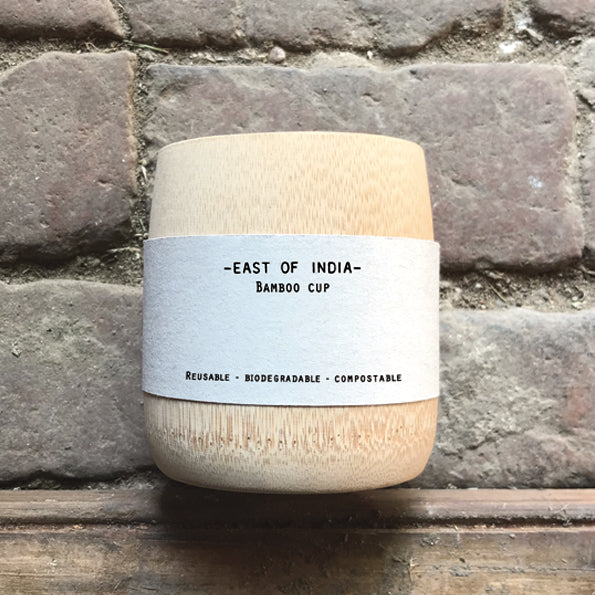 -EAST OF INDIA-
BAMBOO CUP
REUSABLE - BIODEGRADABLE - COMPOSTABLE